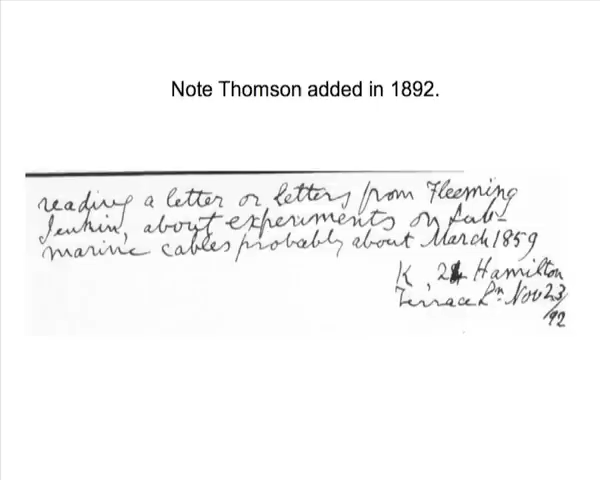 Note Thomson added in 1892.
reading a letter or letters from Fleeming
Jenkin, about experiments on sub-
marine cables probably about March 1859
K , 24 Hamilton
Terrace Ln. Nov 23/
92